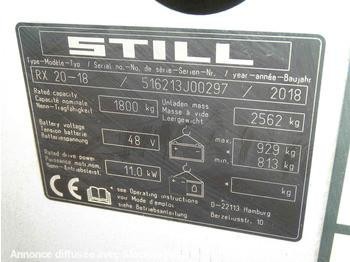 STILL
Type-Modèle-Typ / Serial no.-No. de série-Serien-Nr. / year-année-Baujahr
RX 20-18 / 516213J00297 / 2018
Rated capacity
Capacité nominale
Nenn-Tragfähigkeit
1800 kg
Unladen mass
Masse à vide
Leergewicht
2562 kg
Battery voltage
Tension batterie
Batteriespannung
48 V
max. 929 kg
min. 813 kg
Rated drive power
Puissance motr.nom.
Nenn-Antriebsleist.
11.0 kw
* kg
* kg
CE
see Operating instructions
voir Mode d'emploi
siehe Betriebsanleitung
D-22113 Hamburg
Berzeliusstr. 10
Annonce diffusée avec